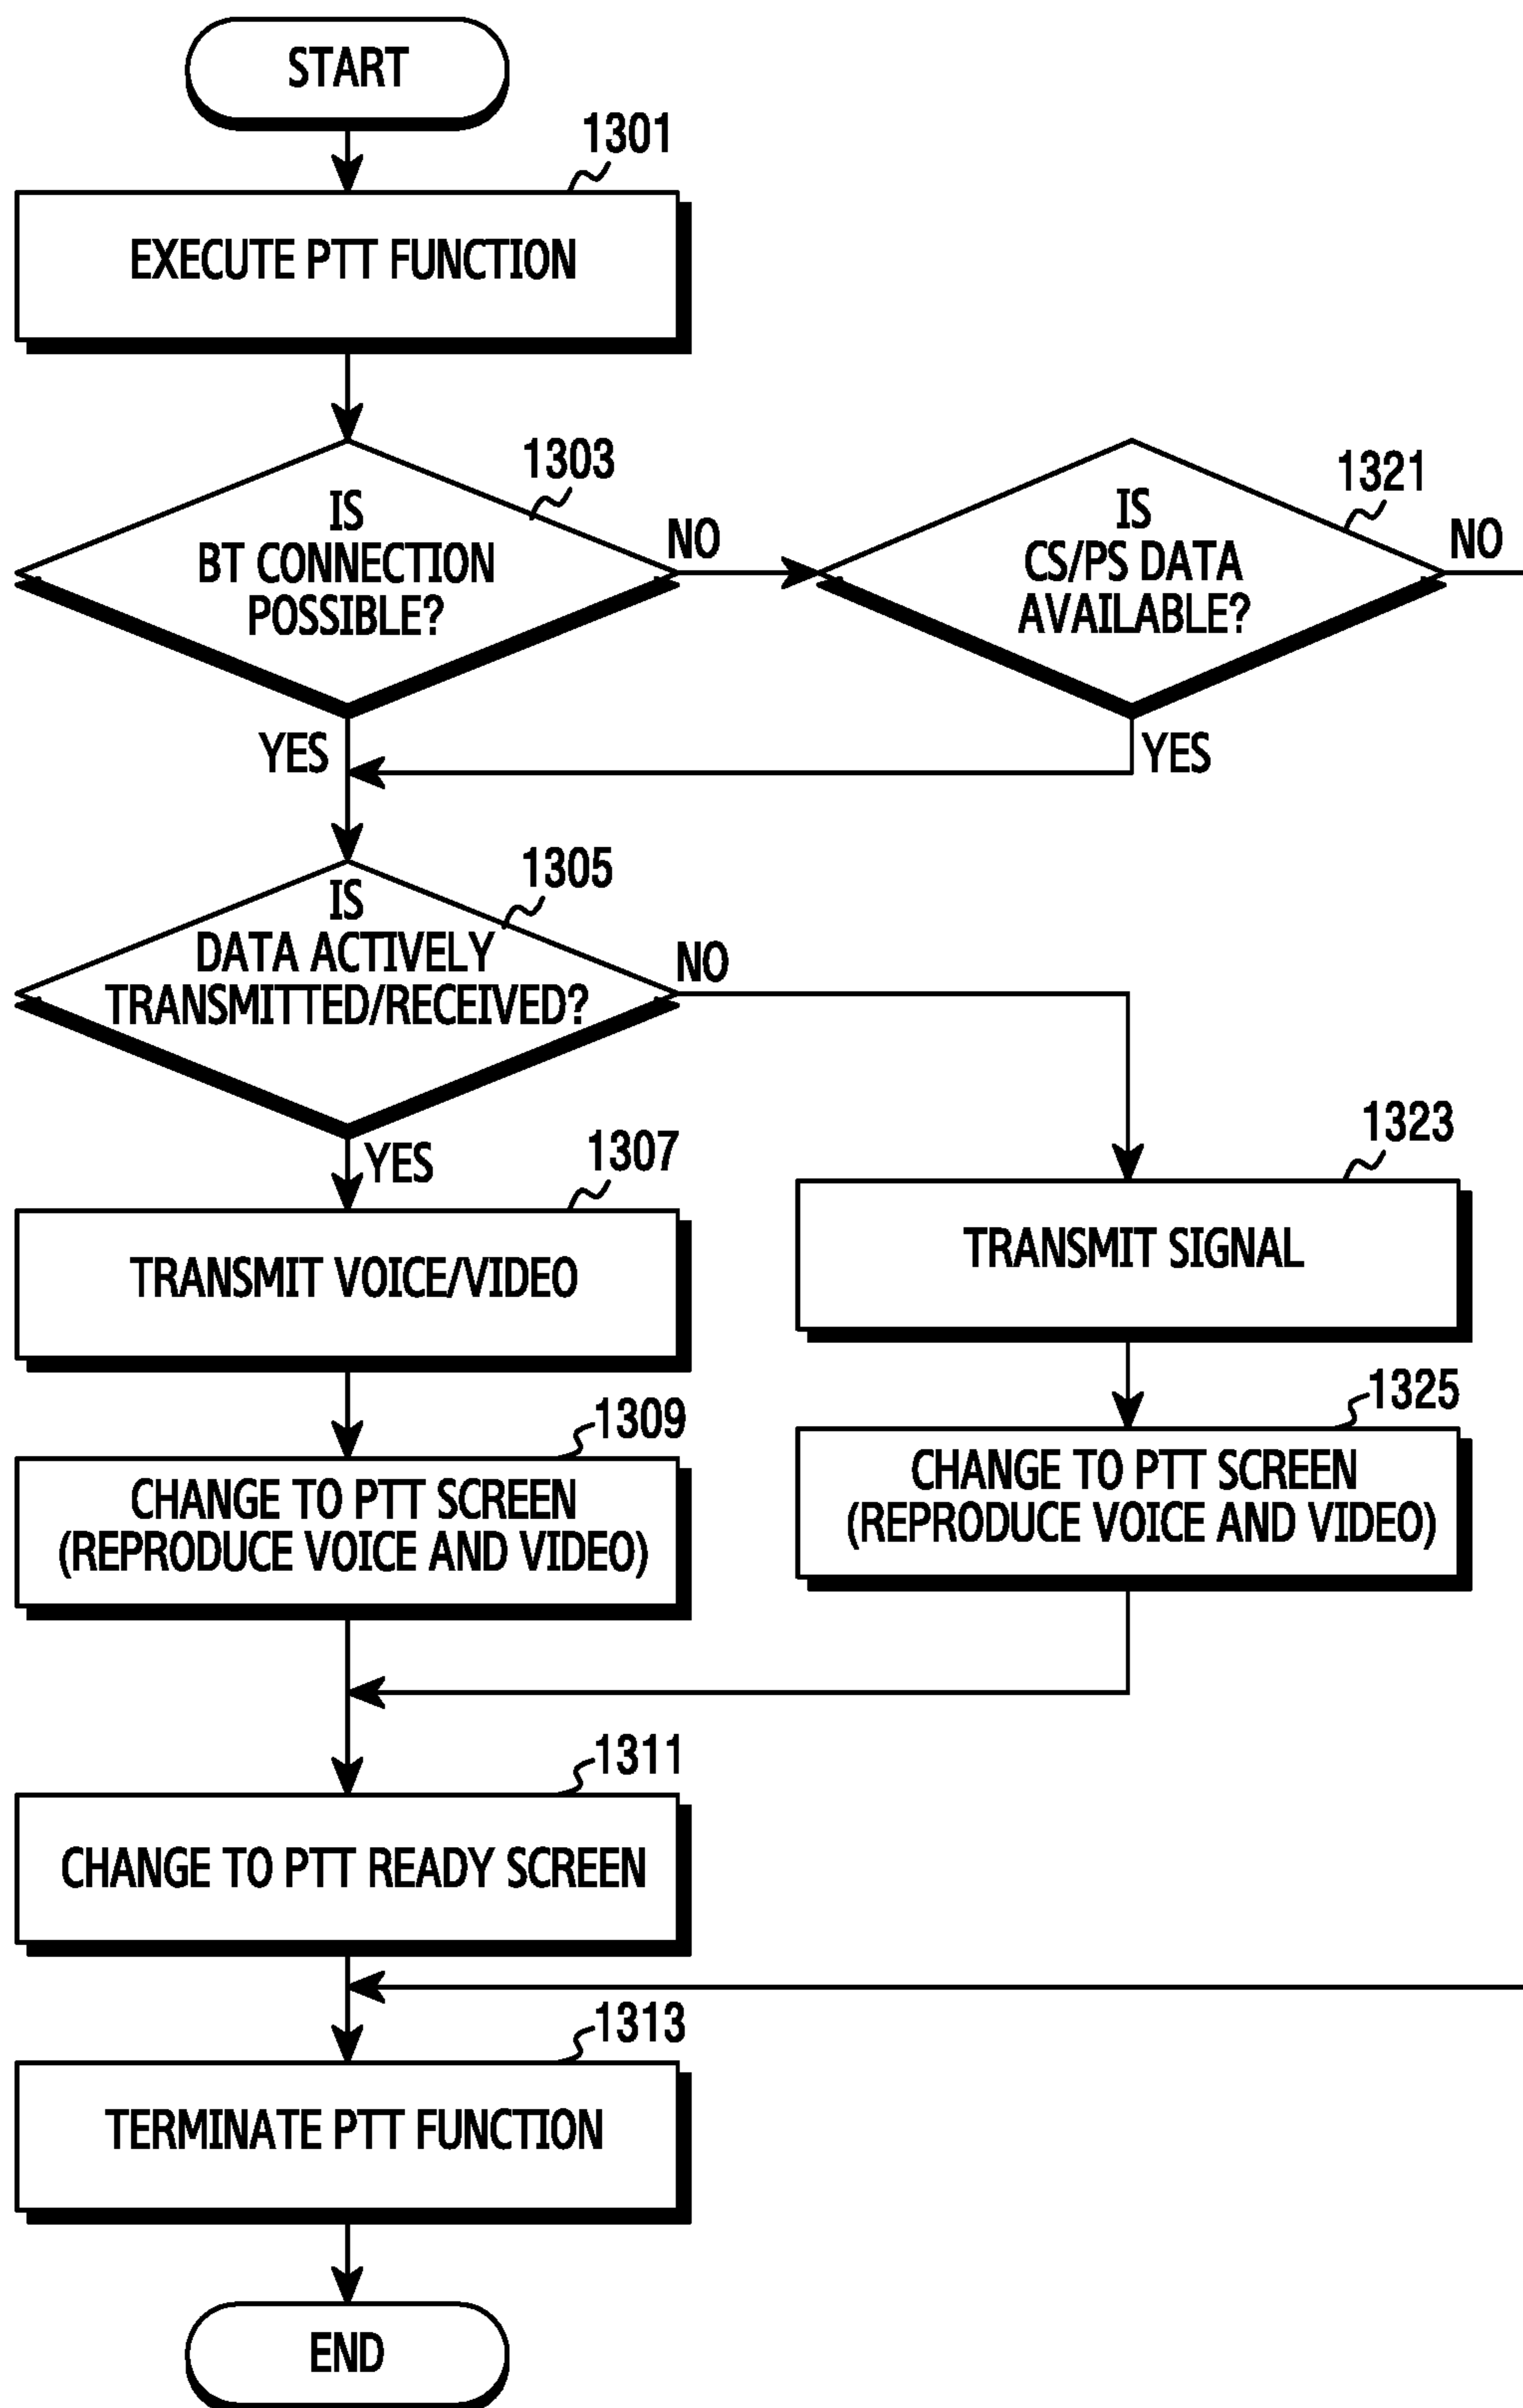 START
1301
EXECUTE PTT FUNCTION
1303
IS
BT CONNECTION
POSSIBLE?
NO
YES
1321
IS
CS/PS DATA
AVAILABLE?
NO
YES
1305
IS
DATA ACTIVELY
TRANSMITTED/RECEIVED?
NO
YES
1307
TRANSMIT VOICE/VIDEO
1323
TRANSMIT SIGNAL
1309
CHANGE TO PTT SCREEN
(REPRODUCE VOICE AND VIDEO)
1325
CHANGE TO PTT SCREEN
(REPRODUCE VOICE AND VIDEO)
1311
CHANGE TO PTT READY SCREEN
1313
TERMINATE PTT FUNCTION
END